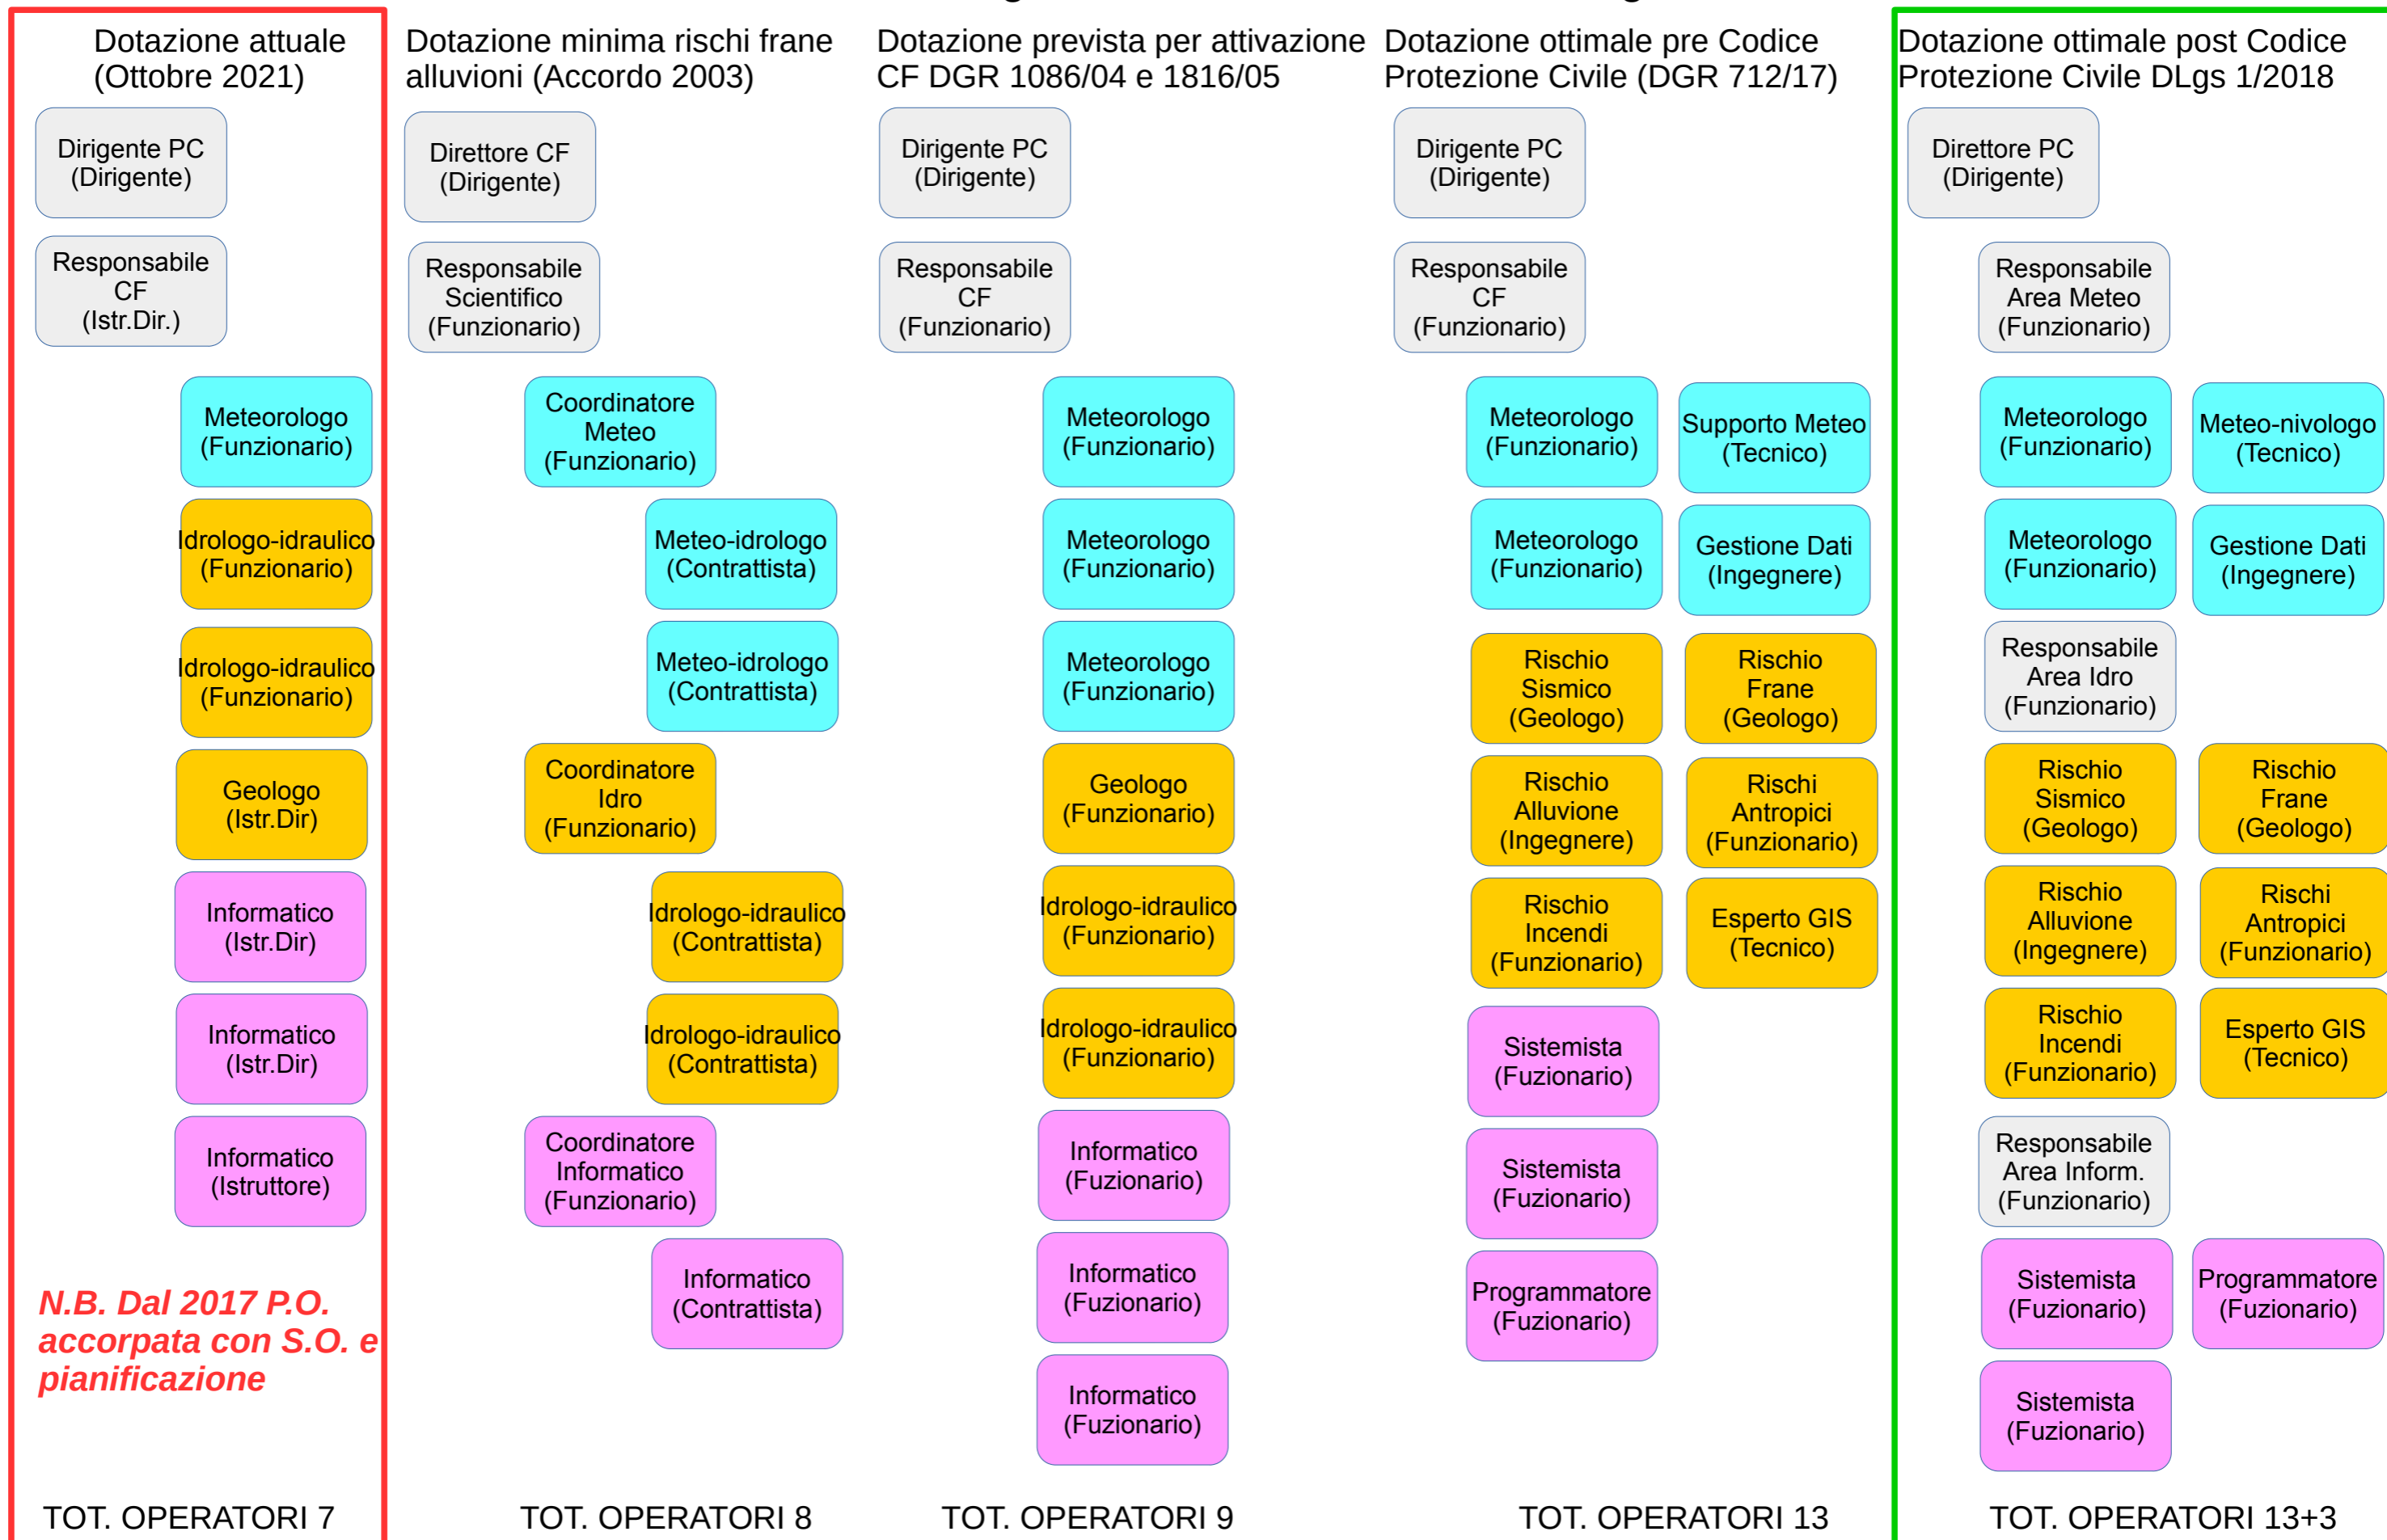 Dotazione attuale
(Ottobre 2021)
Dirigente PC
(Dirigente)
Responsabile
CF
(Istr.Dir.)
Meteorologo
(Funzionario)
Idrologo-idraulico
(Funzionario)
Idrologo-idraulico
(Funzionario)
Geologo
(Istr.Dir)
Informatico
(Istr.Dir)
Informatico
(Istr.Dir)
Informatico
(Istruttore)
N.B. Dal 2017 P.O.
accorpata con S.O. e
pianificazione
TOT. OPERATORI 7
Dotazione minima rischi frane
alluvioni (Accordo 2003)
Direttore CF
(Dirigente)
Responsabile
Scientifico
(Funzionario)
Coordinatore
Meteo
(Funzionario)
Meteo-idrologo
(Contrattista)
Meteo-idrologo
(Contrattista)
Coordinatore
Idro
(Funzionario)
Idrologo-idraulico
(Contrattista)
Idrologo-idraulico
(Contrattista)
Coordinatore
Informatico
(Funzionario)
Informatico
(Contrattista)
TOT. OPERATORI 8
Dotazione prevista per attivazione
CF DGR 1086/04 e 1816/05
Dirigente PC
(Dirigente)
Responsabile
CF
(Funzionario)
Meteorologo
(Funzionario)
Meteorologo
(Funzionario)
Meteorologo
(Funzionario)
Geologo
(Funzionario)
Idrologo-idraulico
(Funzionario)
Idrologo-idraulico
(Funzionario)
Informatico
(Fuzionario)
Informatico
(Fuzionario)
Informatico
(Fuzionario)
TOT. OPERATORI 9
Dotazione ottimale pre Codice
Protezione Civile (DGR 712/17)
Dirigente PC
(Dirigente)
Responsabile
CF
(Funzionario)
Meteorologo
(Funzionario)
Supporto Meteo
(Tecnico)
Meteorologo
(Funzionario)
Gestione Dati
(Ingegnere)
Rischio
Sismico
(Geologo)
Rischio
Frane
(Geologo)
Rischio
Alluvione
(Ingegnere)
Rischi
Antropici
(Funzionario)
Rischio
Incendi
(Funzionario)
Esperto GIS
(Tecnico)
Sistemista
(Fuzionario)
Sistemista
(Fuzionario)
Programmatore
(Fuzionario)
TOT. OPERATORI 13
Dotazione ottimale post Codice
Protezione Civile DLgs 1/2018
Direttore PC
(Dirigente)
Responsabile
Area Meteo
(Funzionario)
Meteorologo
(Funzionario)
Meteo-nivologo
(Tecnico)
Meteorologo
(Funzionario)
Gestione Dati
(Ingegnere)
Responsabile
Area Idro
(Funzionario)
Rischio
Sismico
(Geologo)
Rischio
Frane
(Geologo)
Rischio
Alluvione
(Ingegnere)
Rischi
Antropici
(Funzionario)
Rischio
Incendi
(Funzionario)
Esperto GIS
(Tecnico)
Responsabile
Area Inform.
(Funzionario)
Sistemista
(Fuzionario)
Programmatore
(Fuzionario)
Sistemista
(Fuzionario)
TOT. OPERATORI 13+3